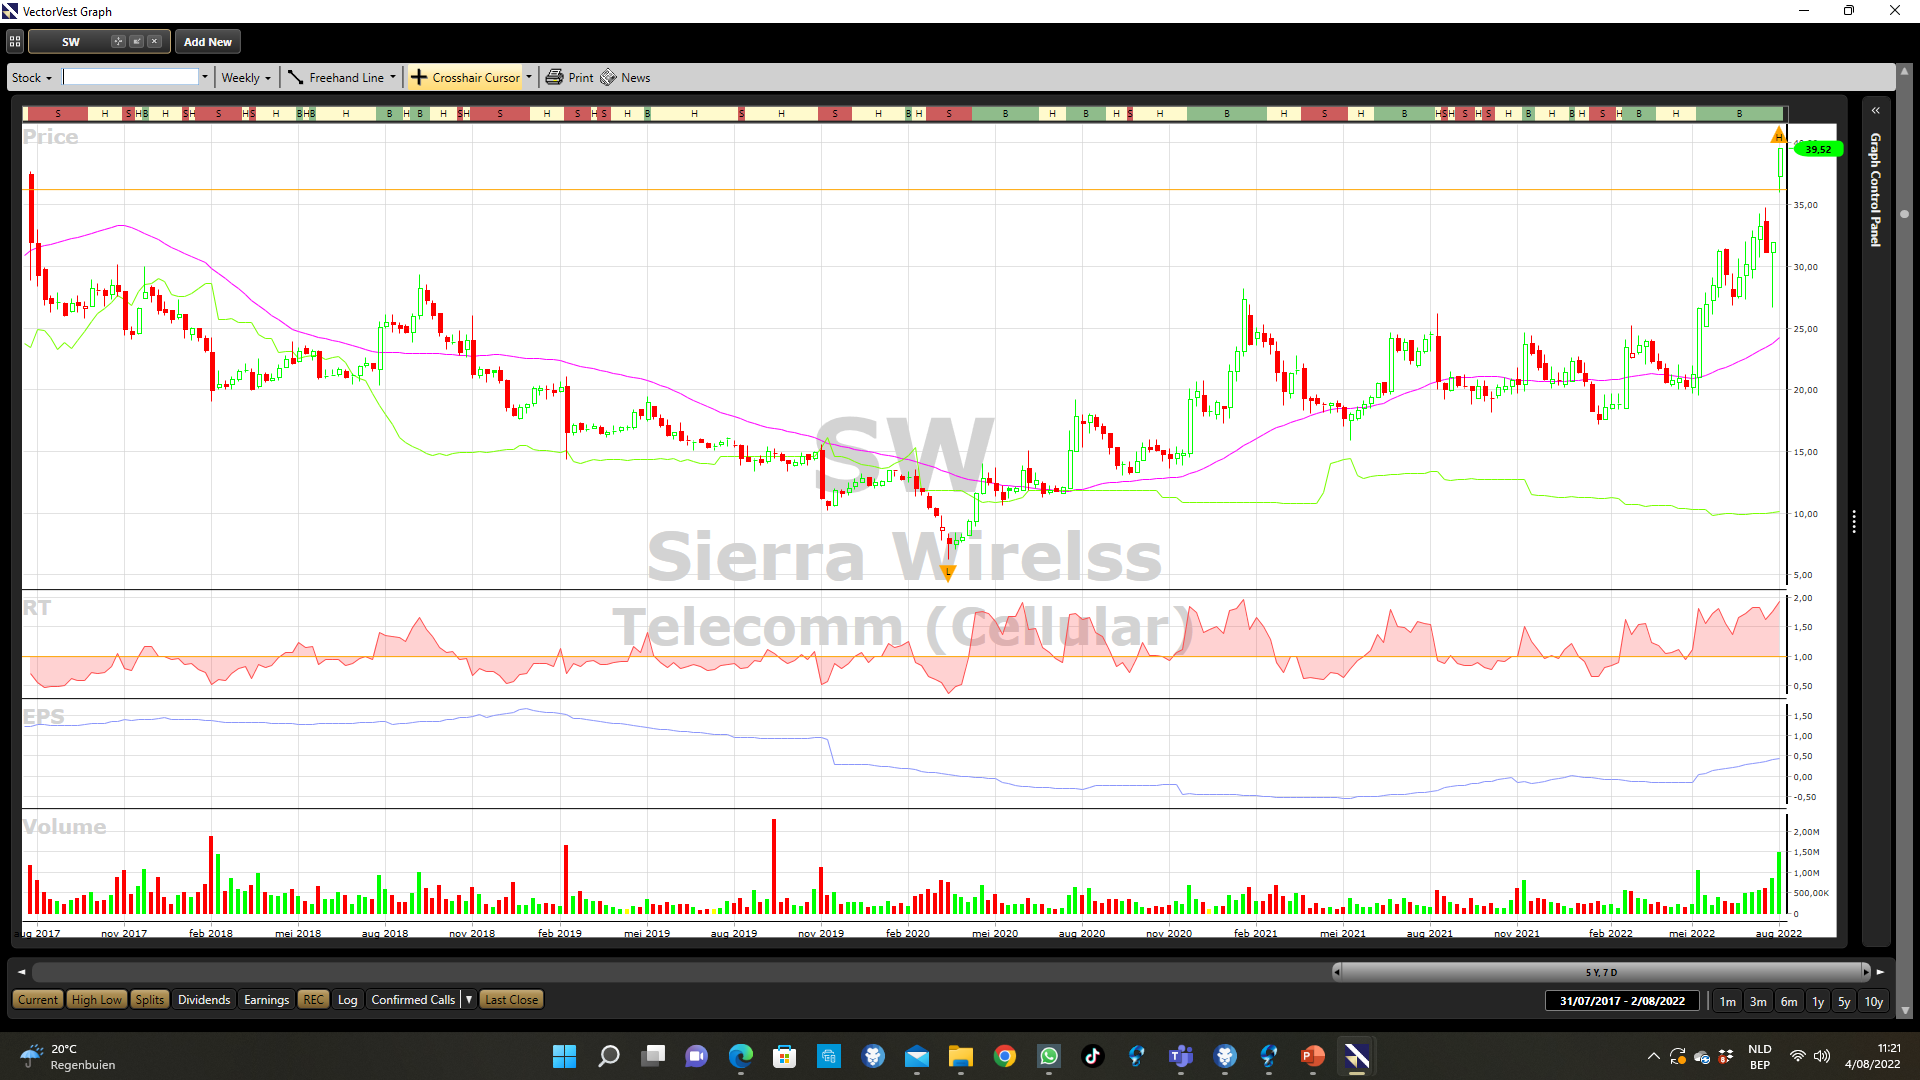 VectorVest Graph
SW Add New
Stock Weekly Freehand Line Crosshair Cursor Print News
S H S H B H S H S H S H B H B H B H B H S H S H S H S H B H S H S H B H S B H B H S H B H S H B H S H S H S H B H B H S H B H B
Price
H
39,52
35,00
30,00
25,00
20,00
15,00
10,00
5,00
SW
Sierra Wirelss
Telecomm (Cellular)
L
Graph Control Panel
RT
2,00
1,50
1,00
0,50
EPS
1,50
1,00
0,50
0,00
-0,50
Volume
2,00M
1,50M
1,00M
500,00K
0
aug 2017 nov 2017 feb 2018 mei 2018 aug 2018 nov 2018 feb 2019 mei 2019 aug 2019 nov 2019 feb 2020 mei 2020 aug 2020 nov 2020 feb 2021 mei 2021 aug 2021 nov 2021 feb 2022 mei 2022 aug 2022
5 Y, 7 D
Current High Low Splits Dividends Earnings REC Log Confirmed Calls Last Close 31/07/2017 - 2/08/2022 1m 3m 6m 1y 5y 10y
20°C
Regenbuien
NLD
BEP
11:21
4/08/2022